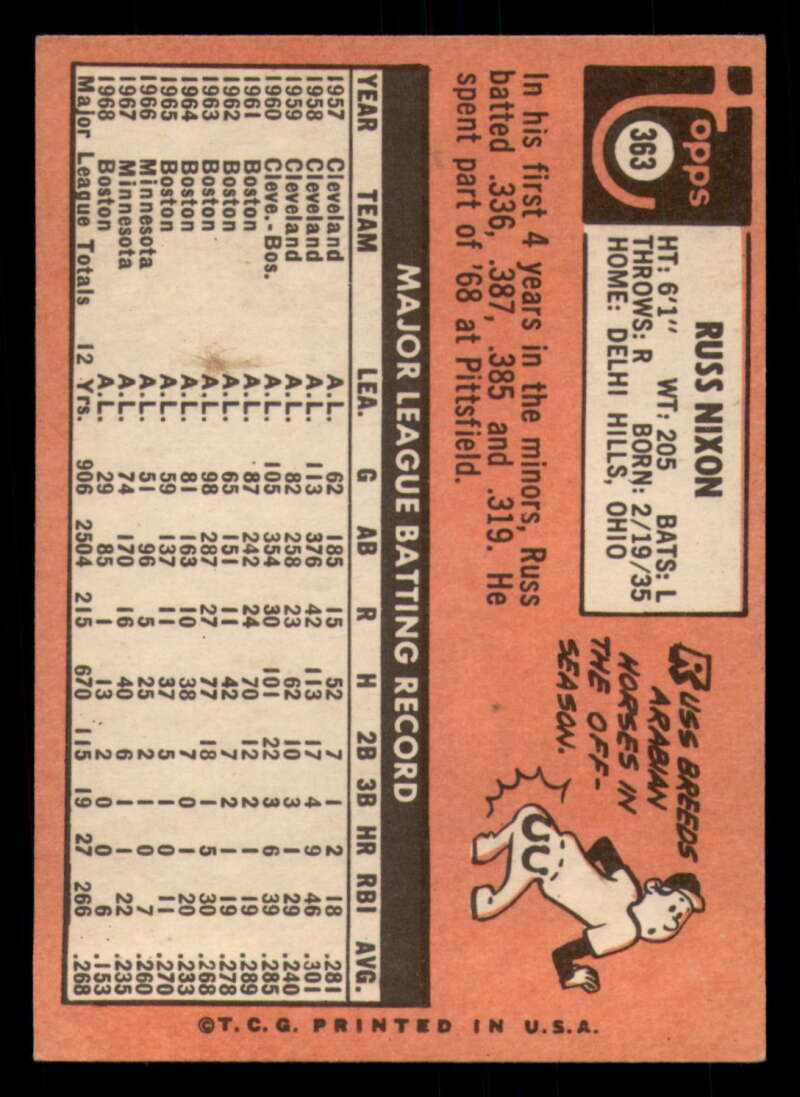 Topps
363
RUSS NIXON
HT: 6'1" WT: 205 BATS: L
THROWS: R BORN: 2/19/35
HOME: DELHI HILLS, OHIO
RUSS BREEDS
ARABIAN
HORSES IN
THE OFF-
SEASON.
In his first 4 years in the minors, Russ
batted .336, .387, .385 and .319. He
spent part of '68 at Pittsfield.
MAJOR LEAGUE BATTING RECORD
YEAR TEAM LEA. G AB R H 2B 3B HR RBI AVG.
1957 Cleveland A.L. 62 185 15 52 7 1 2 18 .281
1958 Cleveland A.L. 113 376 42 113 17 4 9 46 .301
1959 Cleveland A.L. 82 258 23 62 10 3 1 29 .240
1960 Cleve.-Bos. A.L. 105 354 30 101 22 3 6 39 .285
1961 Boston A.L. 87 242 24 70 12 2 1 19 .289
1962 Boston A.L. 65 151 11 42 7 2 1 19 .278
1963 Boston A.L. 98 287 27 77 18 1 5 30 .268
1964 Boston A.L. 81 163 10 38 7 0 1 20 .233
1965 Boston A.L. 59 137 11 37 5 1 0 11 .270
1966 Minnesota A.L. 51 96 5 25 2 1 0 7 .260
1967 Minnesota A.L. 74 170 16 40 6 1 1 22 .235
1968 Boston A.L. 29 85 1 13 2 0 0 6 .153
Major League Totals 12 Yrs. 906 2504 215 670 115 19 27 266 .268
©T.C.G. PRINTED IN U.S.A.